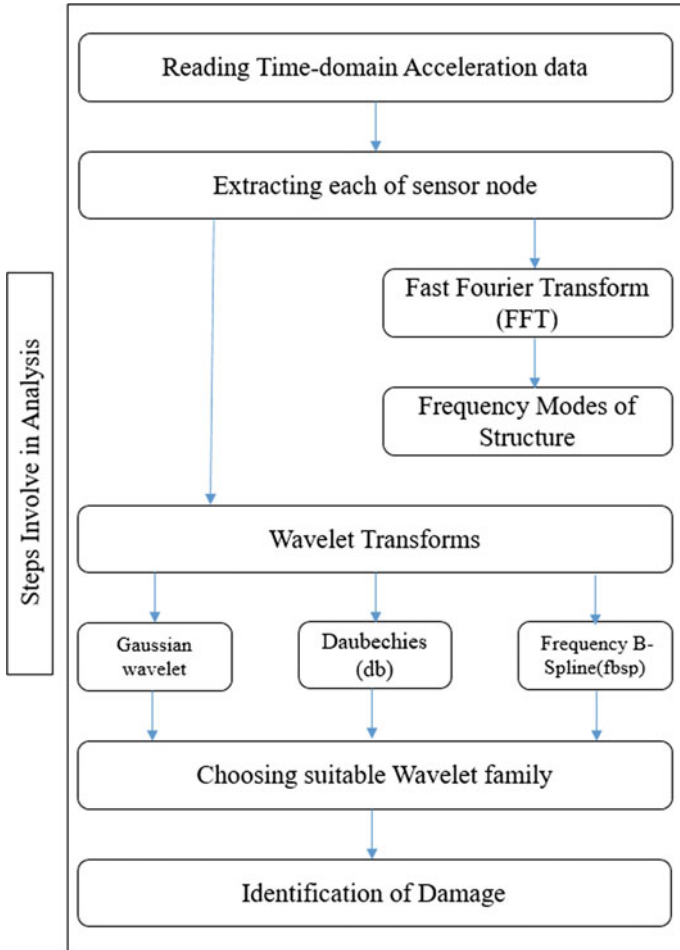 Steps Involve in Analysis
Reading Time-domain Acceleration data
Extracting each of sensor node
Fast Fourier Transform
(FFT)
Frequency Modes of
Structure
Wavelet Transforms
Gaussian
wavelet
Daubechies
(db)
Frequency B-
Spline(fbsp)
Choosing suitable Wavelet family
Identification of Damage